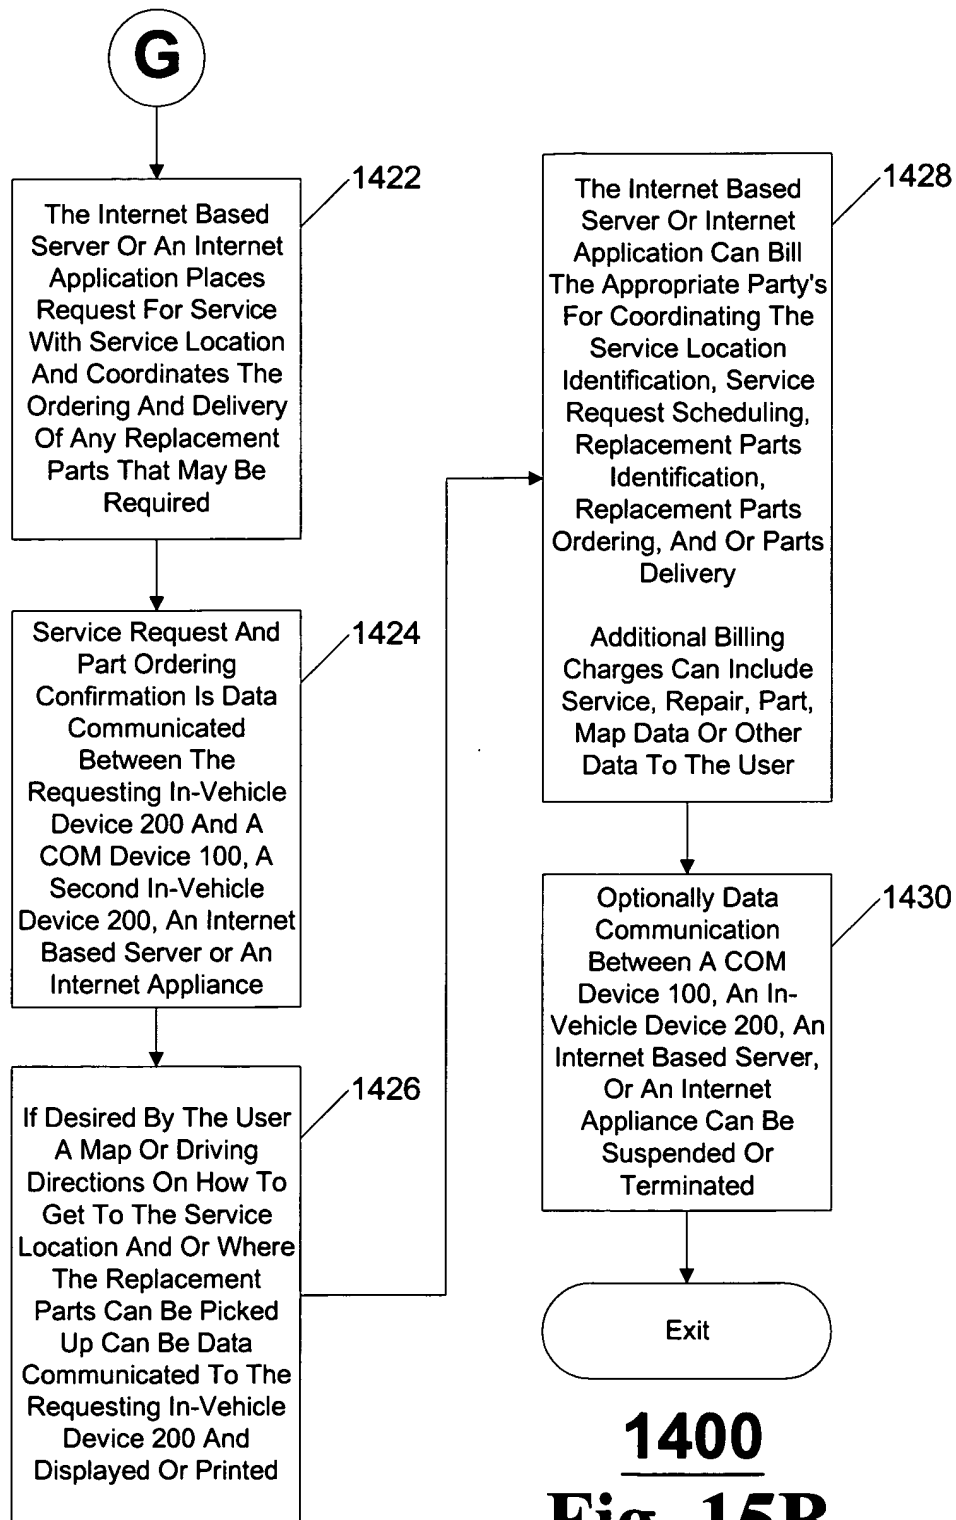 G
1422
The Internet Based
Server Or An Internet
Application Places
Request For Service
With Service Location
And Coordinates The
Ordering And Delivery
Of Any Replacement
Parts That May Be
Required
1424
Service Request And
Part Ordering
Confirmation Is Data
Communicated
Between The
Requesting In-Vehicle
Device 200 And A
COM Device 100, A
Second In-Vehicle
Device 200, An Internet
Based Server or An
Internet Appliance
1426
If Desired By The User
A Map Or Driving
Directions On How To
Get To The Service
Location And Or Where
The Replacement
Parts Can Be Picked
Up Can Be Data
Communicated To The
Requesting In-Vehicle
Device 200 And
Displayed Or Printed
1428
The Internet Based
Server Or Internet
Application Can Bill
The Appropriate Party's
For Coordinating The
Service Location
Identification, Service
Request Scheduling,
Replacement Parts
Identification,
Replacement Parts
Ordering, And Or Parts
Delivery
Additional Billing
Charges Can Include
Service, Repair, Part,
Map Data Or Other
Data To The User
1430
Optionally Data
Communication
Between A COM
Device 100, An In-
Vehicle Device 200, An
Internet Based Server,
Or An Internet
Appliance Can Be
Suspended Or
Terminated
Exit
1400
Fig. 15B